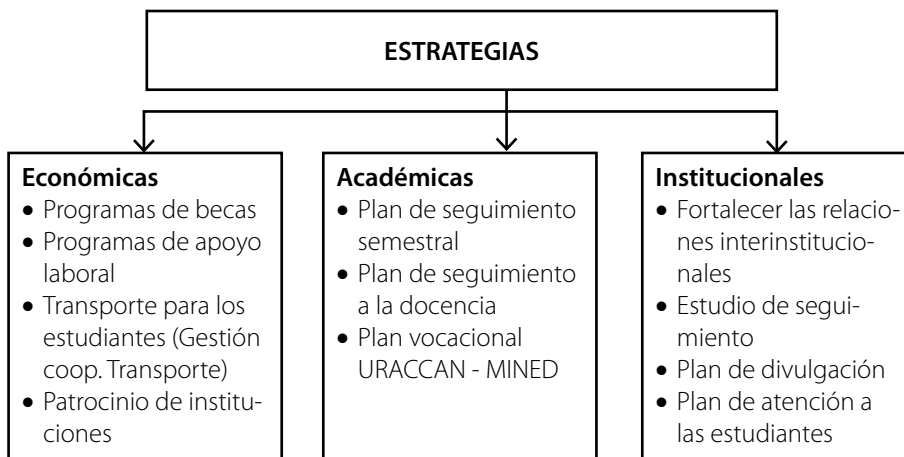 ESTRATEGIAS
Económicas
• Programas de becas
• Programas de apoyo
laboral
• Transporte para los
estudiantes (Gestión
coop. Transporte)
• Patrocinio de institu-
ciones
Académicas
• Plan de seguimiento
semestral
• Plan de seguimiento
a la docencia
• Plan vocacional
URACCAN - MINED
Institucionales
• Fortalecer las relacio-
nes interinstitucio-
nales
• Estudio de segui-
miento
• Plan de divulgación
• Plan de atención a
las estudiantes